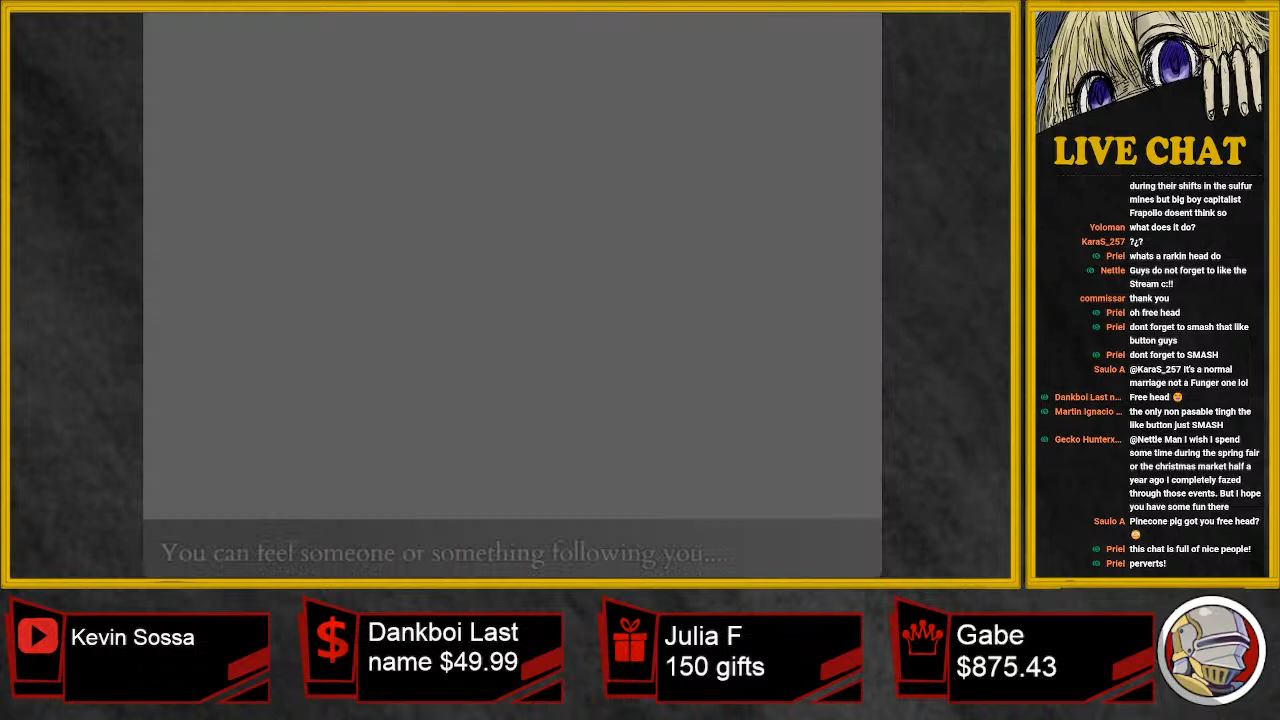 You can feel someone or something following you....
LIVE CHAT
during their shifts in the sulfur
mines but big boy capitalist
Frapollo dosent think so
Yoloman what does it do?
KaraS_257 ?¿?
Priel whats a rarkin head do
Nettle Guys do not forget to like the
Stream c:!!
commissar thank you
Priel oh free head
Priel dont forget to smash that like
button guys
Priel dont forget to SMASH
Saulo A @KaraS_257 It's a normal
marriage not a Funger one lol
Dankboi Last n... Free head
Martin Ignacio ... the only non pasable tingh the
like button just SMASH
Gecko Hunterx... @Nettle Man I wish I spend
some time during the spring fair
or the christmas market half a
year ago I completely fazed
through those events. But I hope
you have some fun there
Saulo A Pinecone pig got you free head?
Priel this chat is full of nice people!
Priel perverts!
Kevin Sossa
Dankboi Last
name $49.99
Julia F
150 gifts
Gabe
$875.43